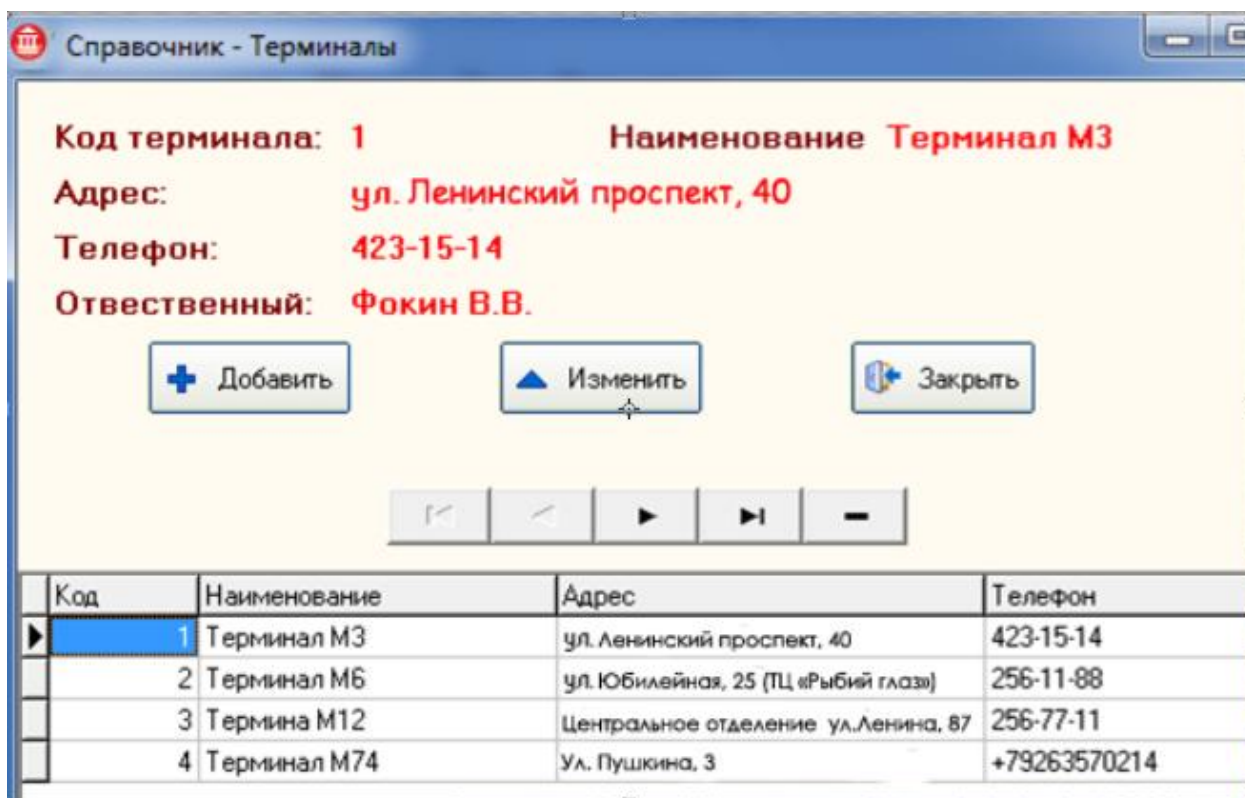 Справочник - Терминалы
Код терминала: 1 Наименование Терминал М3
Адрес: ул. Ленинский проспект, 40
Телефон: 423-15-14
Отвественный: Фокин В.В.
Добавить Изменить Закрыть
Код Наименование Адрес Телефон
1 Терминал М3 ул. Ленинский проспект, 40 423-15-14
2 Терминал М6 ул. Юбилейная, 25 (ТЦ «Рыбий глаз») 256-11-88
3 Термина М12 Центральное отделение ул.Ленина, 87 256-77-11
4 Терминал М74 Ул. Пушкина, 3 +79263570214